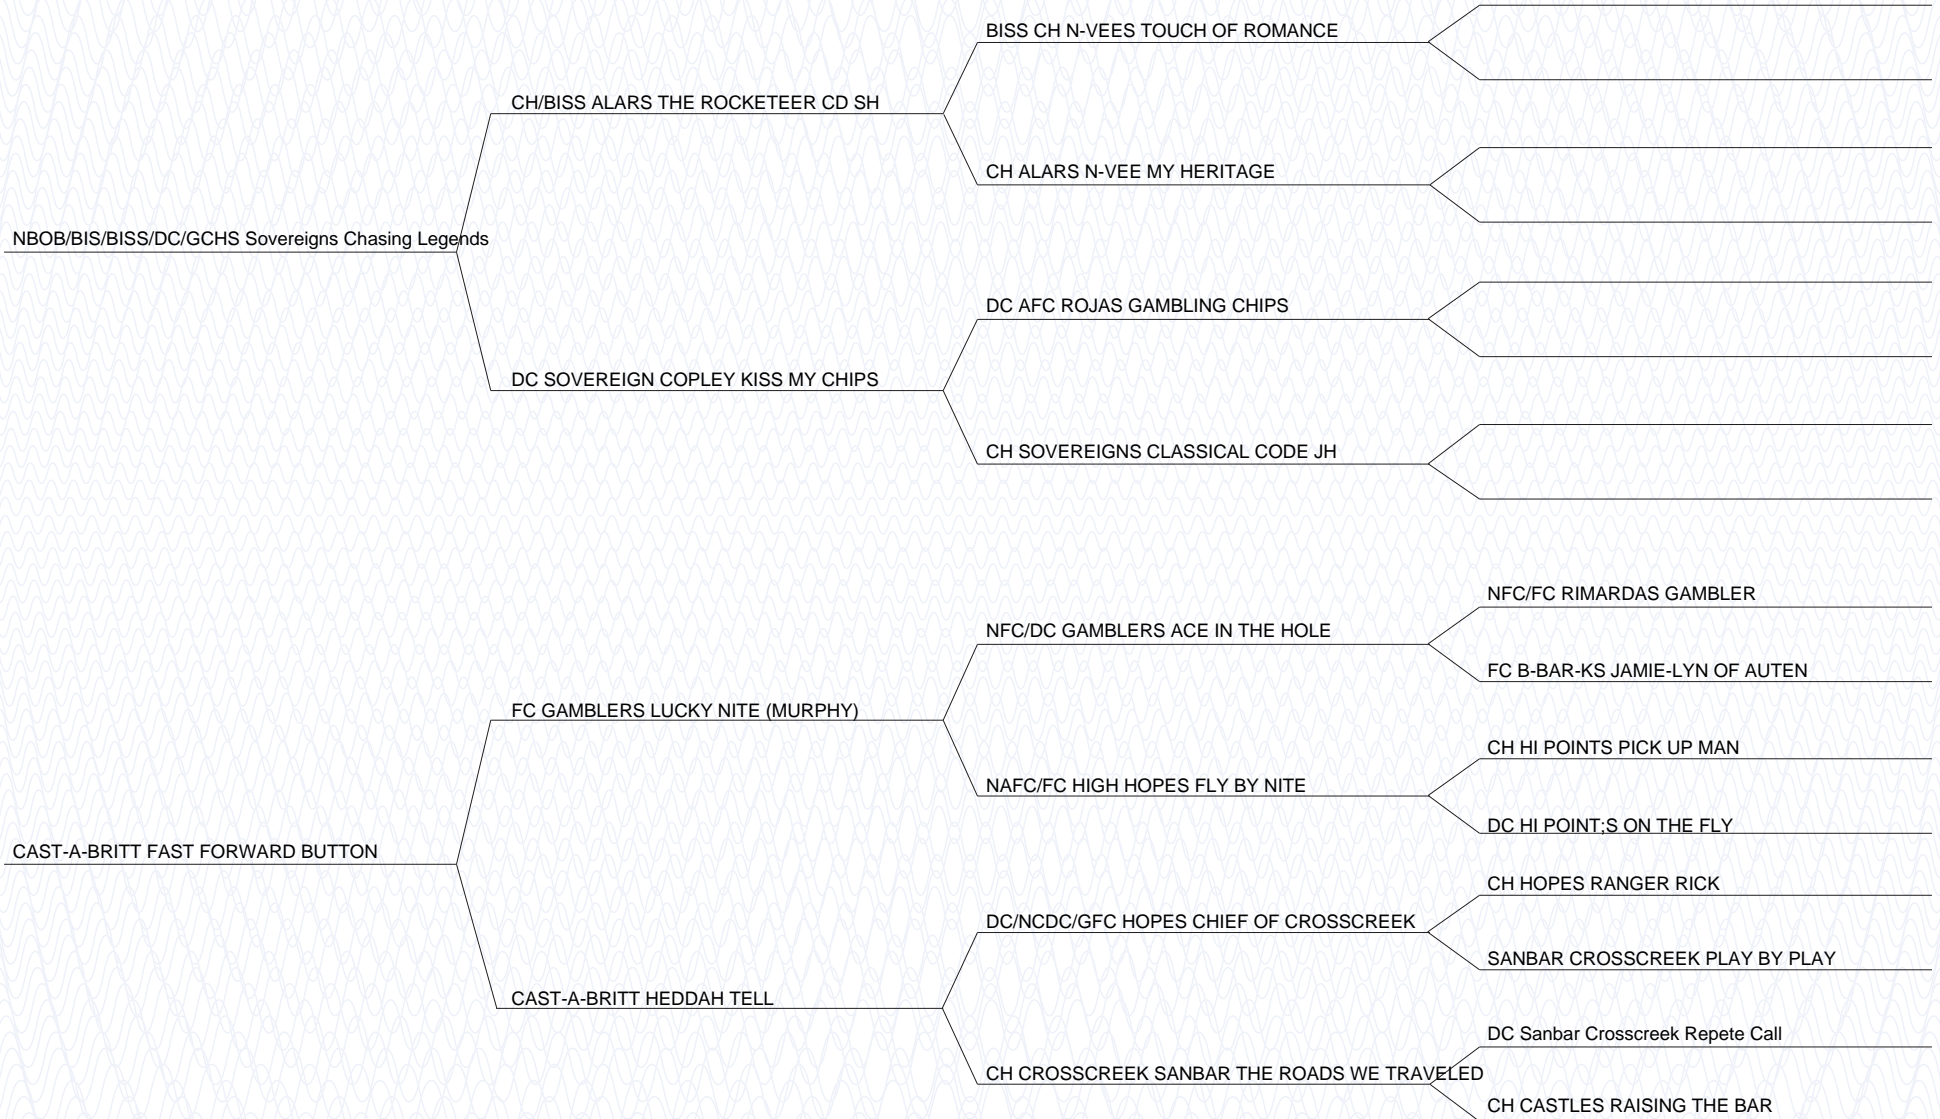 BISS CH N-VEES TOUCH OF ROMANCE
CH/BISS ALARS THE ROCKETEER CD SH
CH ALARS N-VEE MY HERITAGE
NBOB/BIS/BISS/DC/GCHS Sovereigns Chasing Legends
DC AFC ROJAS GAMBLING CHIPS
DC SOVEREIGN COPLEY KISS MY CHIPS
CH SOVEREIGNS CLASSICAL CODE JH
NFC/FC RIMARDAS GAMBLER
NFC/DC GAMBLERS ACE IN THE HOLE
FC B-BAR-KS JAMIE-LYN OF AUTEN
FC GAMBLERS LUCKY NITE (MURPHY)
CH HI POINTS PICK UP MAN
NAFC/FC HIGH HOPES FLY BY NITE
DC HI POINT;S ON THE FLY
CAST-A-BRITT FAST FORWARD BUTTON
CH HOPES RANGER RICK
DC/NCDC/GFC HOPES CHIEF OF CROSSCREEK
SANBAR CROSSCREEK PLAY BY PLAY
CAST-A-BRITT HEDDAH TELL
DC Sanbar Crosscreek Repete Call
CH CROSSCREEK SANBAR THE ROADS WE TRAVELED
CH CASTLES RAISING THE BAR